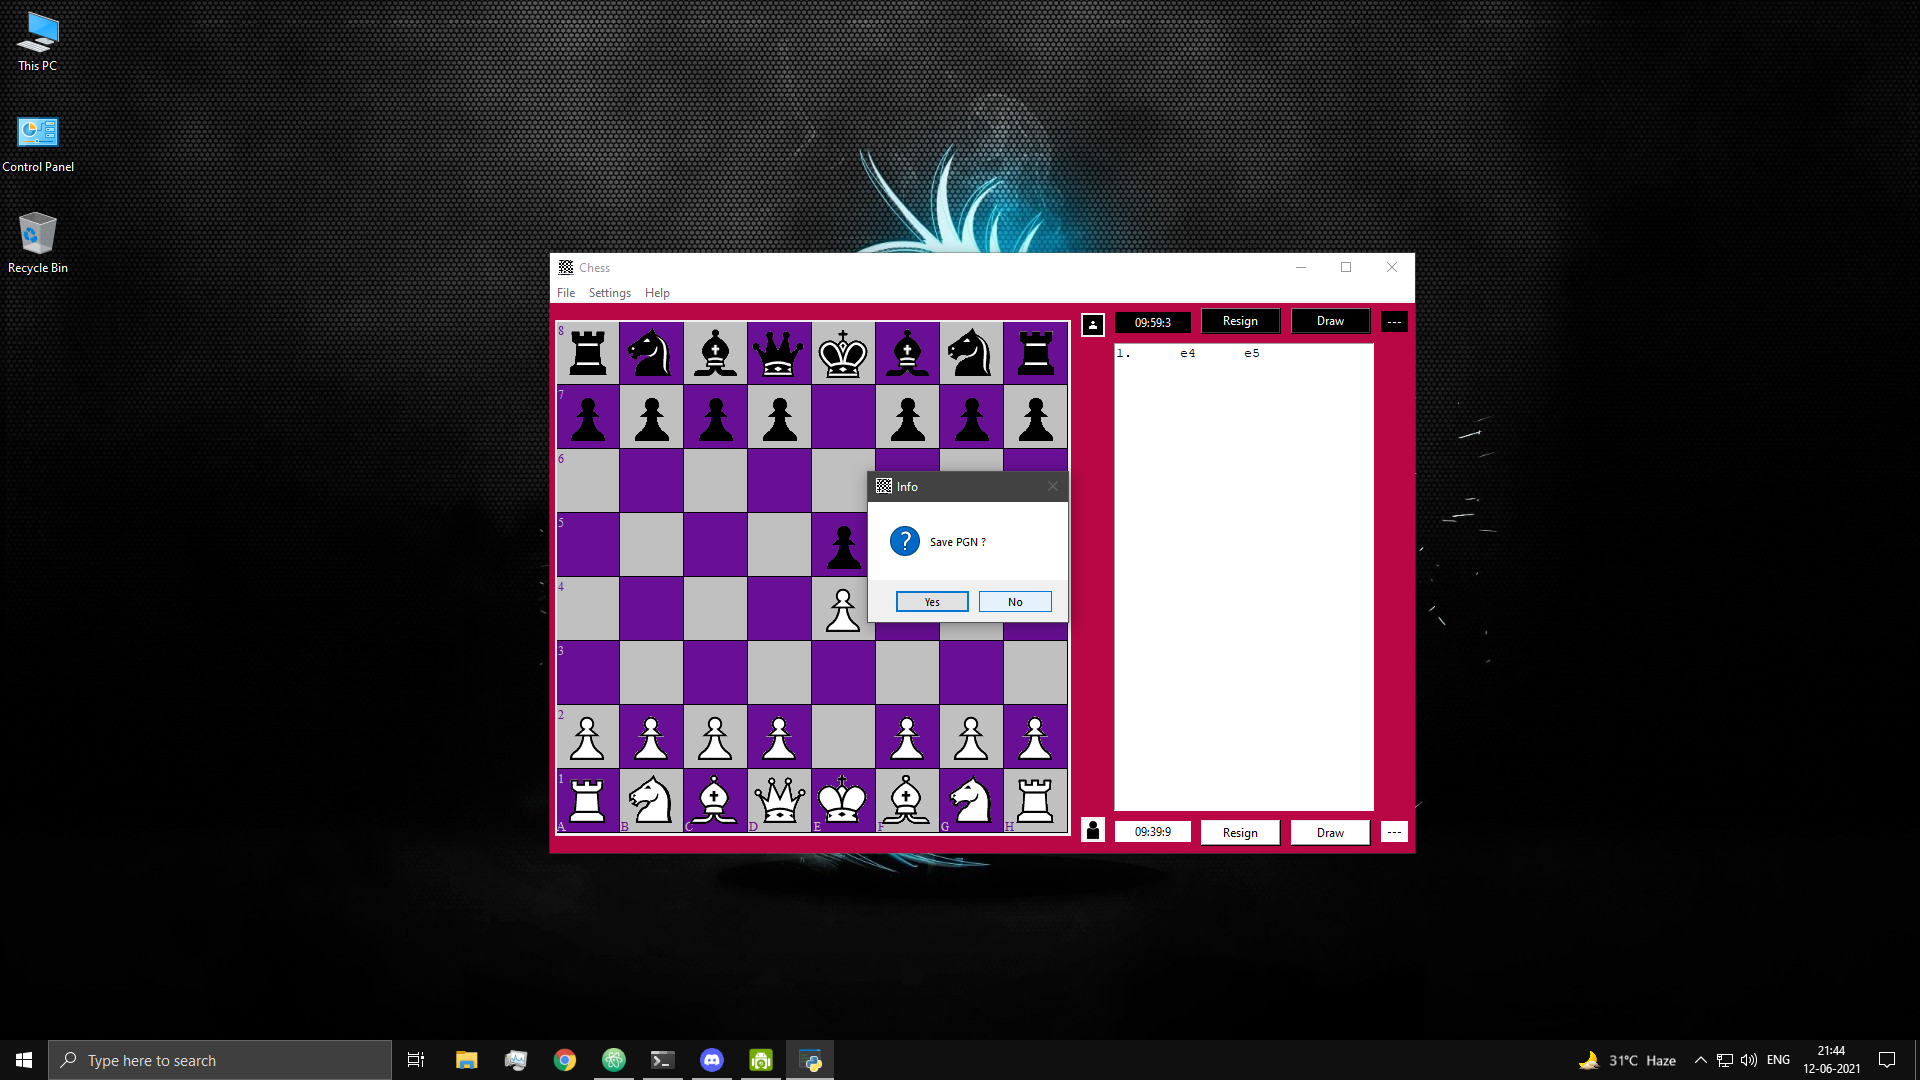 This PC
Control Panel
Recycle Bin
Chess
File Settings Help
09:59:3 Resign Draw ---
1. e4 e5
8
7
6
5
4
3
2
1
A B C D E F G H
Info
Save PGN ?
Yes No
09:39:9 Resign Draw ---
Type here to search
31°C Haze
ENG
21:44
12-06-2021